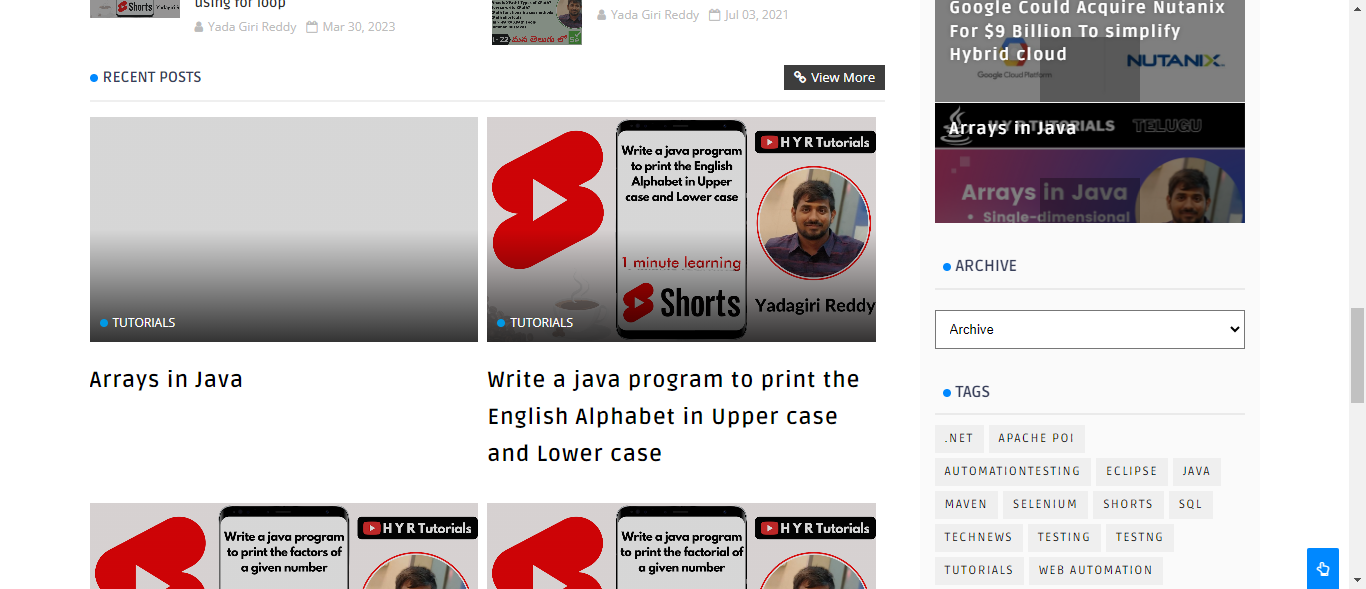 Shorts
using for loop
Yada Giri Reddy Mar 30, 2023
Yada Giri Reddy Jul 03, 2021
RECENT POSTS
View More
TUTORIALS
Arrays in Java
Write a java program
to print the English
Alphabet in Upper
case and Lower case
1 minute learning
Shorts
H Y R Tutorials
Yadagiri Reddy
TUTORIALS
Write a java program to print the
English Alphabet in Upper case
and Lower case
Write a java program
to print the factors of
a given number
H Y R Tutorials
Write a java program
to print the factorial of
a given number
H Y R Tutorials
Google Could Acquire Nutanix
For $9 Billion To simplify
Hybrid cloud
Google Cloud Platform
NUTANIX
H Y R TUTORIALS TELUGU
Arrays in Java
Arrays in Java
• Single-dimensional
ARCHIVE
Archive
TAGS
.NET APACHE POI
AUTOMATIONTESTING ECLIPSE JAVA
MAVEN SELENIUM SHORTS SQL
TECHNEWS TESTING TESTNG
TUTORIALS WEB AUTOMATION